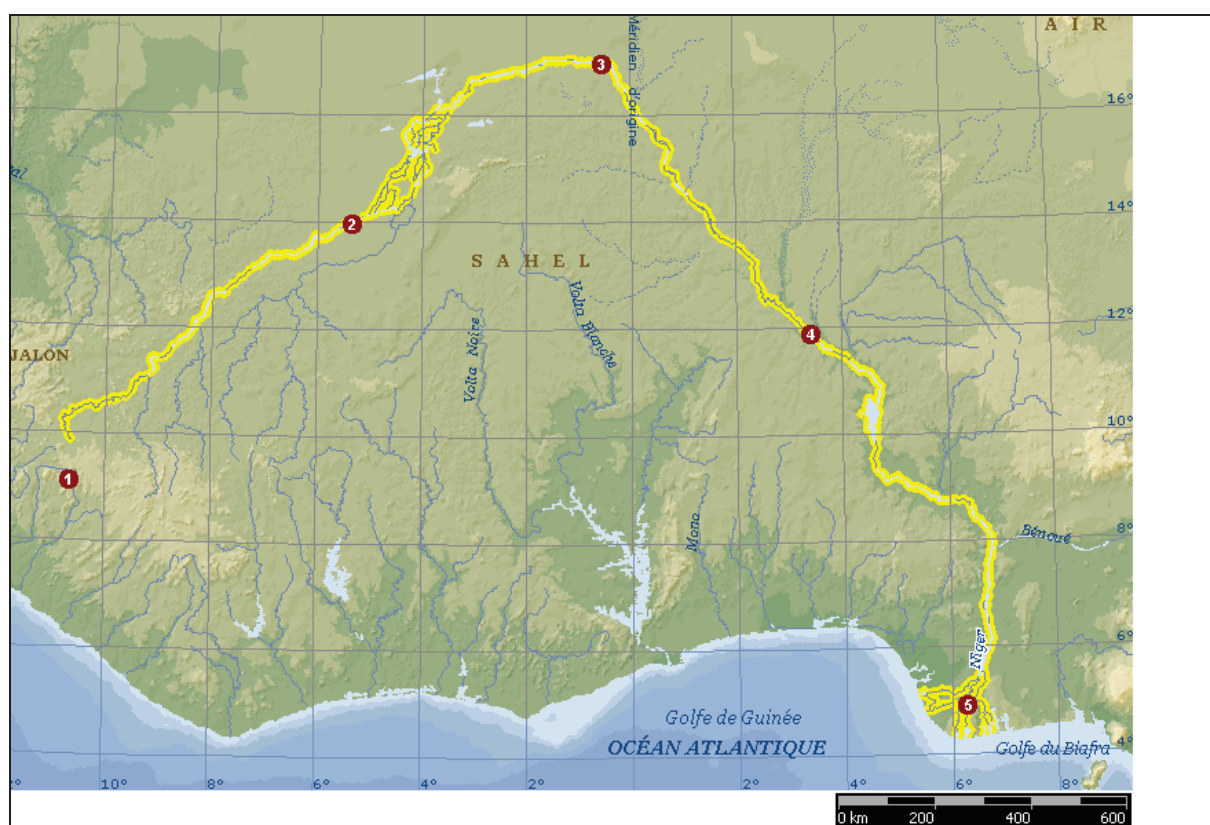 A I R
Méridien d'origine
3
16°
al
14°
2
S A H E L
Volta Noire
Volta Blanche
12°
4
JALON
10°
1
8°
Bénoué
Mono
6°
Niger
5
Golfe de Guinée
OCÉAN ATLANTIQUE
4°
Golfe du Biafra
10°
8°
6°
4°
2°
0°
2°
4°
6°
8°
0 km 200 400 600